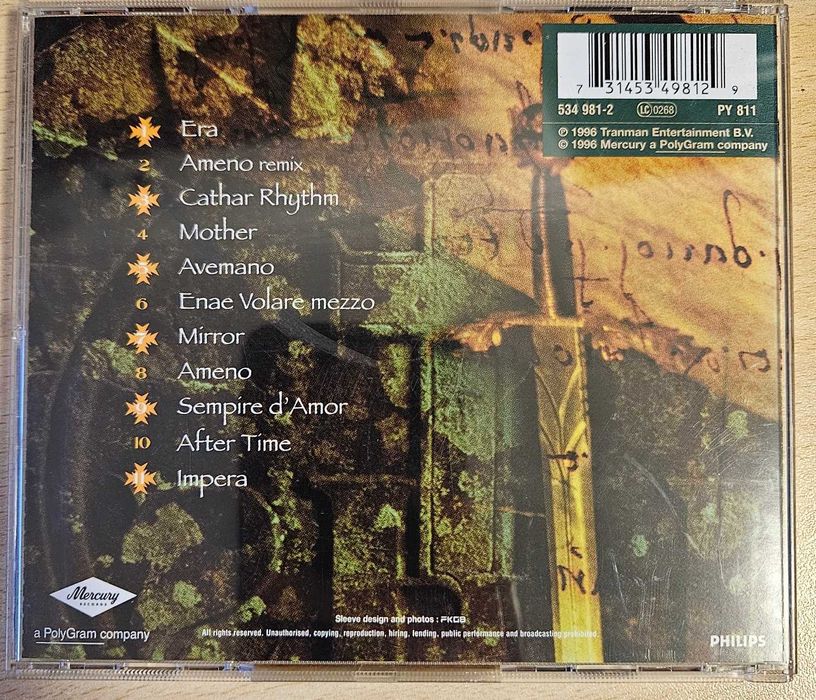 7 31453 49812 9
534 981-2 LC 0268 PY 811
℗ 1996 Tranman Entertainment B.V.
© 1996 Mercury a PolyGram company
1 Era
2 Ameno remix
3 Cathar Rhythm
4 Mother
5 Avemano
6 Enae Volare mezzo
7 Mirror
8 Ameno
9 Sempire d'Amor
10 After Time
11 Impera
Mercury
RECORDS
a PolyGram company
Sleeve design and photos : FKGB
All rights reserved. Unauthorised, copying, reproduction, hiring, lending, public performance and broadcasting prohibited.
PHILIPS